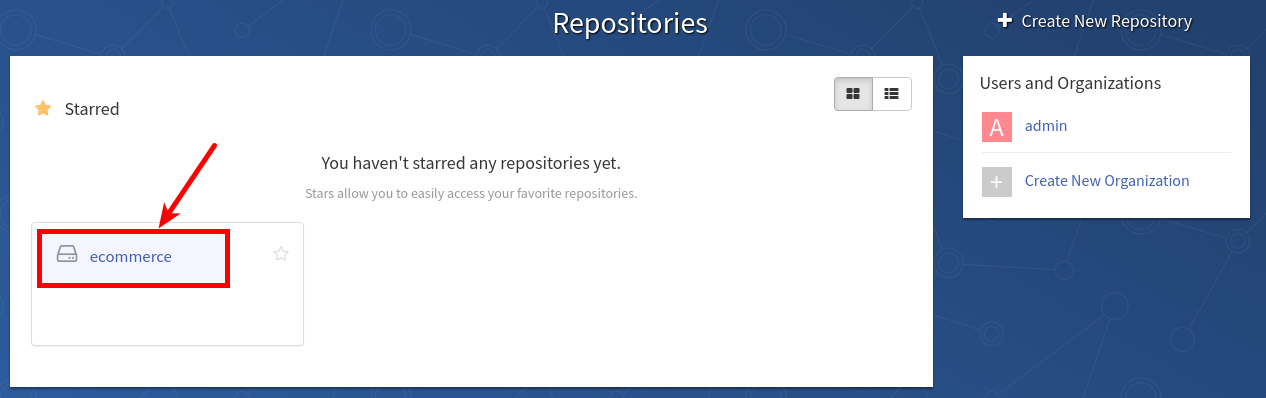 Repositories
Create New Repository
Starred
You haven't starred any repositories yet.
Stars allow you to easily access your favorite repositories.
ecommerce
Users and Organizations
A
admin
Create New Organization